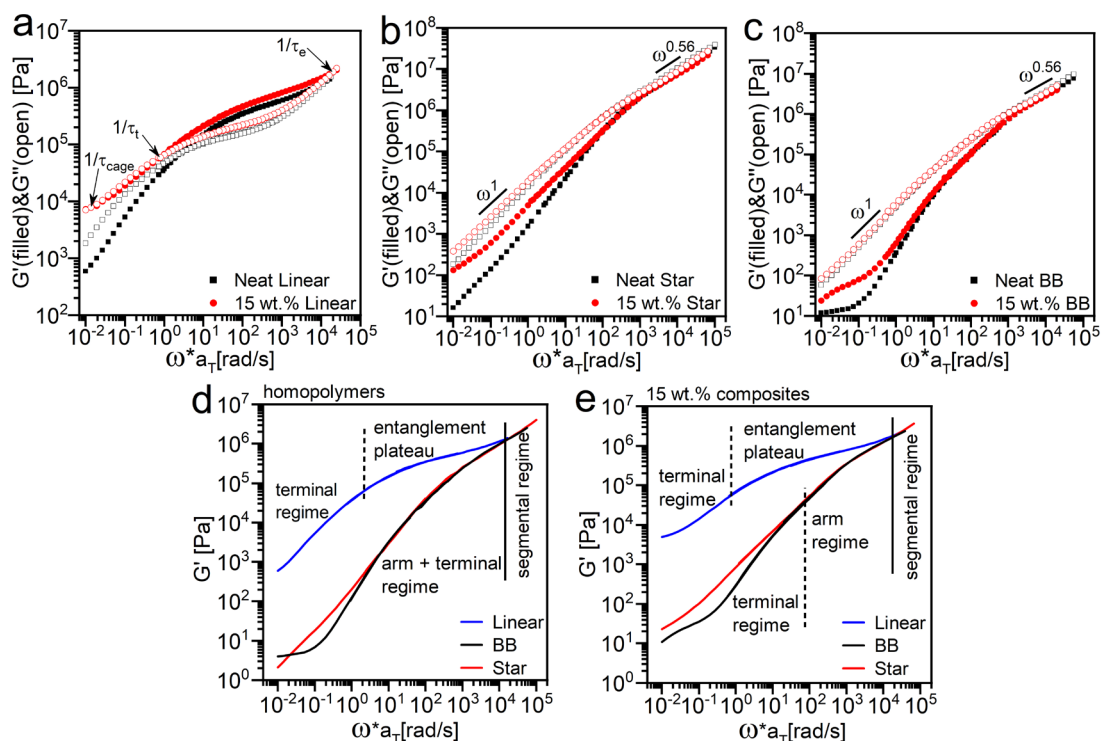 a
G'(filled)&G''(open) [Pa]
10^7
10^6
10^5
10^4
10^3
10^2
1/τ_e
1/τ_t
1/τ_cage
Neat Linear
15 wt.% Linear
10^-2 10^-1 10^0 10^1 10^2 10^3 10^4 10^5
ω*a_T[rad/s]
b
G'(filled)&G''(open) [Pa]
10^8
10^7
10^6
10^5
10^4
10^3
10^2
10^1
ω^0.56
ω^1
Neat Star
15 wt.% Star
10^-2 10^-1 10^0 10^1 10^2 10^3 10^4 10^5
ω*a_T[rad/s]
c
G'(filled)&G''(open) [Pa]
10^8
10^7
10^6
10^5
10^4
10^3
10^2
10^1
ω^0.56
ω^1
Neat BB
15 wt.% BB
10^-2 10^-1 10^0 10^1 10^2 10^3 10^4 10^5
ω*a_T[rad/s]
d
homopolymers
G' [Pa]
10^7
10^6
10^5
10^4
10^3
10^2
10^1
10^0
entanglement
plateau
terminal
regime
segmental regime
arm + terminal
regime
Linear
BB
Star
10^-2 10^-1 10^0 10^1 10^2 10^3 10^4 10^5
ω*a_T[rad/s]
e
15 wt.% composites
G' [Pa]
10^7
10^6
10^5
10^4
10^3
10^2
10^1
10^0
entanglement
plateau
terminal
regime
segmental regime
arm
regime
terminal
regime
Linear
BB
Star
10^-2 10^-1 10^0 10^1 10^2 10^3 10^4 10^5
ω*a_T[rad/s]